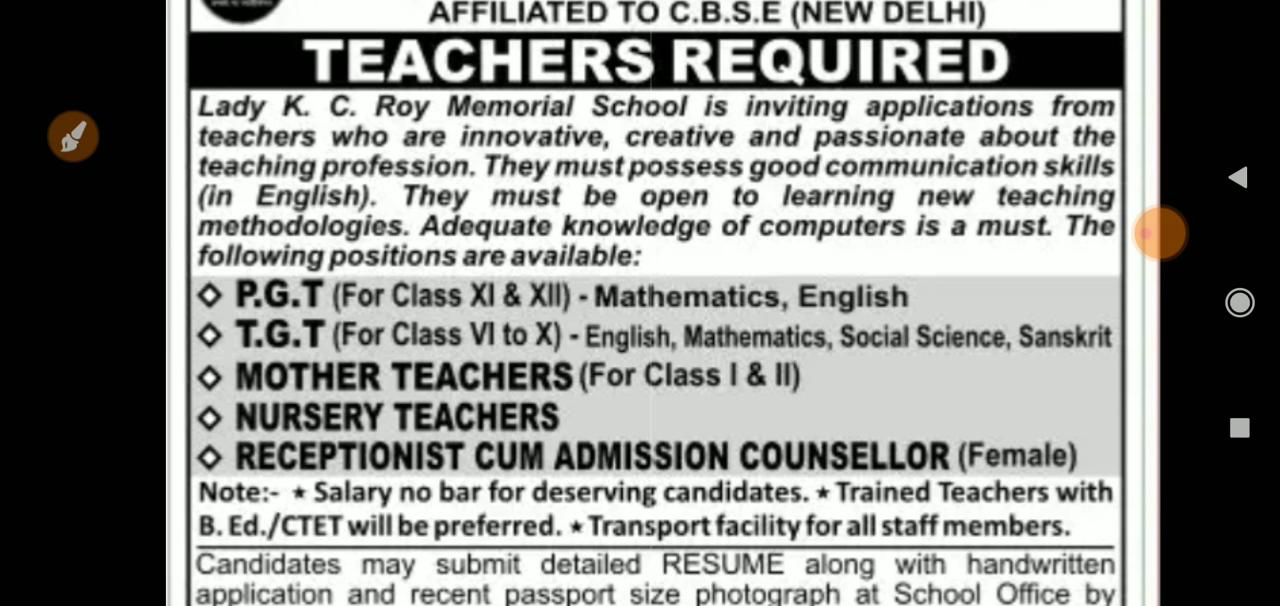 AFFILIATED TO C.B.S.E (NEW DELHI)
TEACHERS REQUIRED
Lady K. C. Roy Memorial School is inviting applications from
teachers who are innovative, creative and passionate about the
teaching profession. They must possess good communication skills
(in English). They must be open to learning new teaching
methodologies. Adequate knowledge of computers is a must. The
following positions are available:
◇ P.G.T (For Class XI & XII) - Mathematics, English
◇ T.G.T (For Class VI to X) - English, Mathematics, Social Science, Sanskrit
◇ MOTHER TEACHERS (For Class I & II)
◇ NURSERY TEACHERS
◇ RECEPTIONIST CUM ADMISSION COUNSELLOR (Female)
Note:- ★ Salary no bar for deserving candidates. ★ Trained Teachers with
B. Ed./CTET will be preferred. ★ Transport facility for all staff members.
Candidates may submit detailed RESUME along with handwritten
application and recent passport size photograph at School Office by